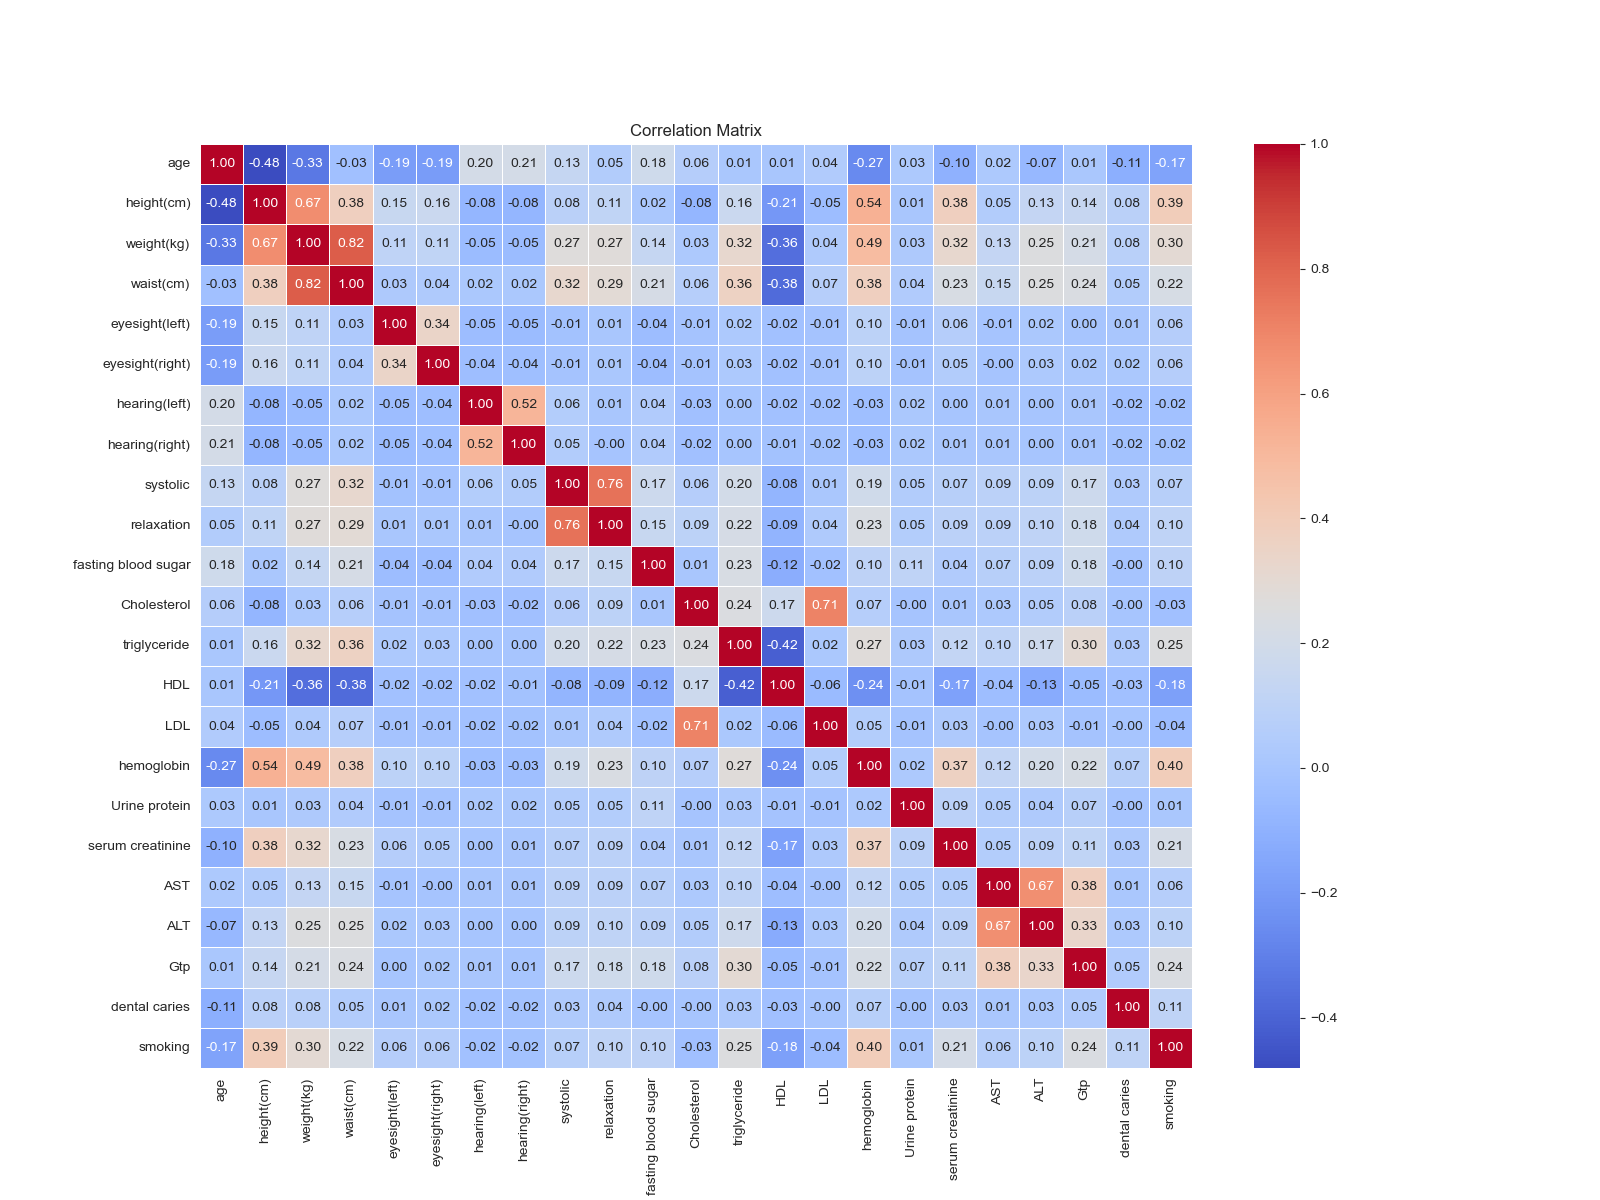 Correlation Matrix
age 1.00 -0.48 -0.33 -0.03 -0.19 -0.19 0.20 0.21 0.13 0.05 0.18 0.06 0.01 0.01 0.04 -0.27 0.03 -0.10 0.02 -0.07 0.01 -0.11 -0.17
height(cm) -0.48 1.00 0.67 0.38 0.15 0.16 -0.08 -0.08 0.08 0.11 0.02 -0.08 0.16 -0.21 -0.05 0.54 0.01 0.38 0.05 0.13 0.14 0.08 0.39
weight(kg) -0.33 0.67 1.00 0.82 0.11 0.11 -0.05 -0.05 0.27 0.27 0.14 0.03 0.32 -0.36 0.04 0.49 0.03 0.32 0.13 0.25 0.21 0.08 0.30
waist(cm) -0.03 0.38 0.82 1.00 0.03 0.04 0.02 0.02 0.32 0.29 0.21 0.06 0.36 -0.38 0.07 0.38 0.04 0.23 0.15 0.25 0.24 0.05 0.22
eyesight(left) -0.19 0.15 0.11 0.03 1.00 0.34 -0.05 -0.05 -0.01 0.01 -0.04 -0.01 0.02 -0.02 -0.01 0.10 -0.01 0.06 -0.01 0.02 0.00 0.01 0.06
eyesight(right) -0.19 0.16 0.11 0.04 0.34 1.00 -0.04 -0.04 -0.01 0.01 -0.04 -0.01 0.03 -0.02 -0.01 0.10 -0.01 0.05 -0.00 0.03 0.02 0.02 0.06
hearing(left) 0.20 -0.08 -0.05 0.02 -0.05 -0.04 1.00 0.52 0.06 0.01 0.04 -0.03 0.00 -0.02 -0.02 -0.03 0.02 0.00 0.01 0.00 0.01 -0.02 -0.02
hearing(right) 0.21 -0.08 -0.05 0.02 -0.05 -0.04 0.52 1.00 0.05 -0.00 0.04 -0.02 0.00 -0.01 -0.02 -0.03 0.02 0.01 0.01 0.00 0.01 -0.02 -0.02
systolic 0.13 0.08 0.27 0.32 -0.01 -0.01 0.06 0.05 1.00 0.76 0.17 0.06 0.20 -0.08 0.01 0.19 0.05 0.07 0.09 0.09 0.17 0.03 0.07
relaxation 0.05 0.11 0.27 0.29 0.01 0.01 0.01 -0.00 0.76 1.00 0.15 0.09 0.22 -0.09 0.04 0.23 0.05 0.09 0.09 0.10 0.18 0.04 0.10
fasting blood sugar 0.18 0.02 0.14 0.21 -0.04 -0.04 0.04 0.04 0.17 0.15 1.00 0.01 0.23 -0.12 -0.02 0.10 0.11 0.04 0.07 0.09 0.18 -0.00 0.10
Cholesterol 0.06 -0.08 0.03 0.06 -0.01 -0.01 -0.03 -0.02 0.06 0.09 0.01 1.00 0.24 0.17 0.71 0.07 -0.00 0.01 0.03 0.05 0.08 -0.00 -0.03
triglyceride 0.01 0.16 0.32 0.36 0.02 0.03 0.00 0.00 0.20 0.22 0.23 0.24 1.00 -0.42 0.02 0.27 0.03 0.12 0.10 0.17 0.30 0.03 0.25
HDL 0.01 -0.21 -0.36 -0.38 -0.02 -0.02 -0.02 -0.01 -0.08 -0.09 -0.12 0.17 -0.42 1.00 -0.06 -0.24 -0.01 -0.17 -0.04 -0.13 -0.05 -0.03 -0.18
LDL 0.04 -0.05 0.04 0.07 -0.01 -0.01 -0.02 -0.02 0.01 0.04 -0.02 0.71 0.02 -0.06 1.00 0.05 -0.01 0.03 -0.00 0.03 -0.01 -0.00 -0.04
hemoglobin -0.27 0.54 0.49 0.38 0.10 0.10 -0.03 -0.03 0.19 0.23 0.10 0.07 0.27 -0.24 0.05 1.00 0.02 0.37 0.12 0.20 0.22 0.07 0.40
Urine protein 0.03 0.01 0.03 0.04 -0.01 -0.01 0.02 0.02 0.05 0.05 0.11 -0.00 0.03 -0.01 -0.01 0.02 1.00 0.09 0.05 0.04 0.07 -0.00 0.01
serum creatinine -0.10 0.38 0.32 0.23 0.06 0.05 0.00 0.01 0.07 0.09 0.04 0.01 0.12 -0.17 0.03 0.37 0.09 1.00 0.05 0.09 0.11 0.03 0.21
AST 0.02 0.05 0.13 0.15 -0.01 -0.00 0.01 0.01 0.09 0.09 0.07 0.03 0.10 -0.04 -0.00 0.12 0.05 0.05 1.00 0.67 0.38 0.01 0.06
ALT -0.07 0.13 0.25 0.25 0.02 0.03 0.00 0.00 0.09 0.10 0.09 0.05 0.17 -0.13 0.03 0.20 0.04 0.09 0.67 1.00 0.33 0.03 0.10
Gtp 0.01 0.14 0.21 0.24 0.00 0.02 0.01 0.01 0.17 0.18 0.18 0.08 0.30 -0.05 -0.01 0.22 0.07 0.11 0.38 0.33 1.00 0.05 0.24
dental caries -0.11 0.08 0.08 0.05 0.01 0.02 -0.02 -0.02 0.03 0.04 -0.00 -0.00 0.03 -0.03 -0.00 0.07 -0.00 0.03 0.01 0.03 0.05 1.00 0.11
smoking -0.17 0.39 0.30 0.22 0.06 0.06 -0.02 -0.02 0.07 0.10 0.10 -0.03 0.25 -0.18 -0.04 0.40 0.01 0.21 0.06 0.10 0.24 0.11 1.00
age height(cm) weight(kg) waist(cm) eyesight(left) eyesight(right) hearing(left) hearing(right) systolic relaxation fasting blood sugar Cholesterol triglyceride HDL LDL hemoglobin Urine protein serum creatinine AST ALT Gtp dental caries smoking
1.0
0.8
0.6
0.4
0.2
0.0
−0.2
−0.4